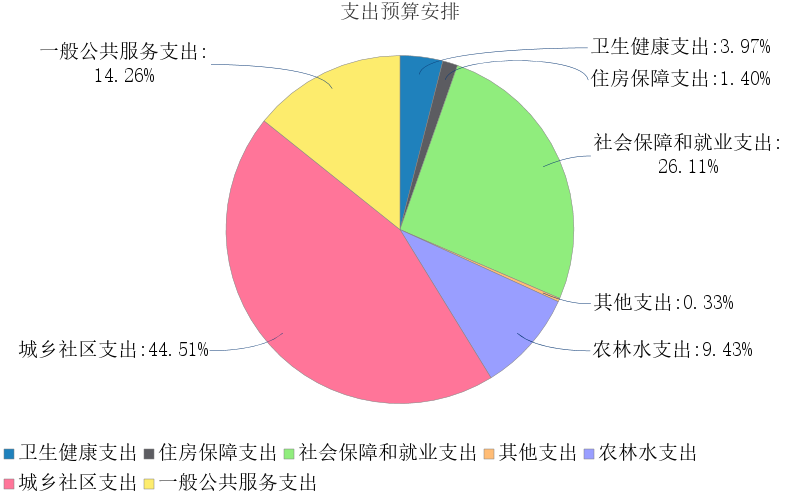 支出预算安排
一般公共服务支出:
14.26%
卫生健康支出:3.97%
住房保障支出:1.40%
社会保障和就业支出:
26.11%
其他支出:0.33%
城乡社区支出:44.51%
农林水支出:9.43%
卫生健康支出 住房保障支出 社会保障和就业支出 其他支出 农林水支出
城乡社区支出 一般公共服务支出